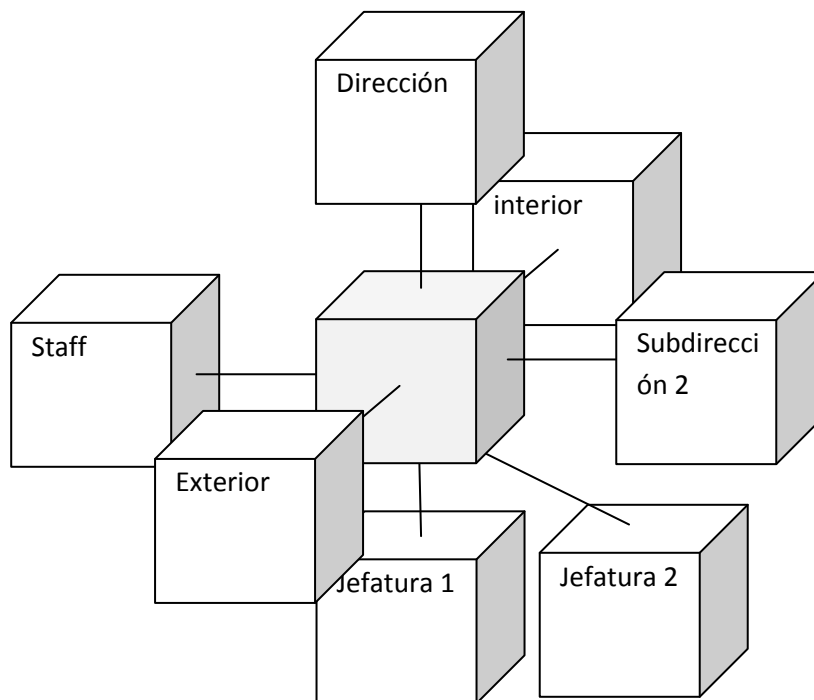 Dirección
interior
Staff
Subdirecci
ón 2
Exterior
Jefatura 1
Jefatura 2